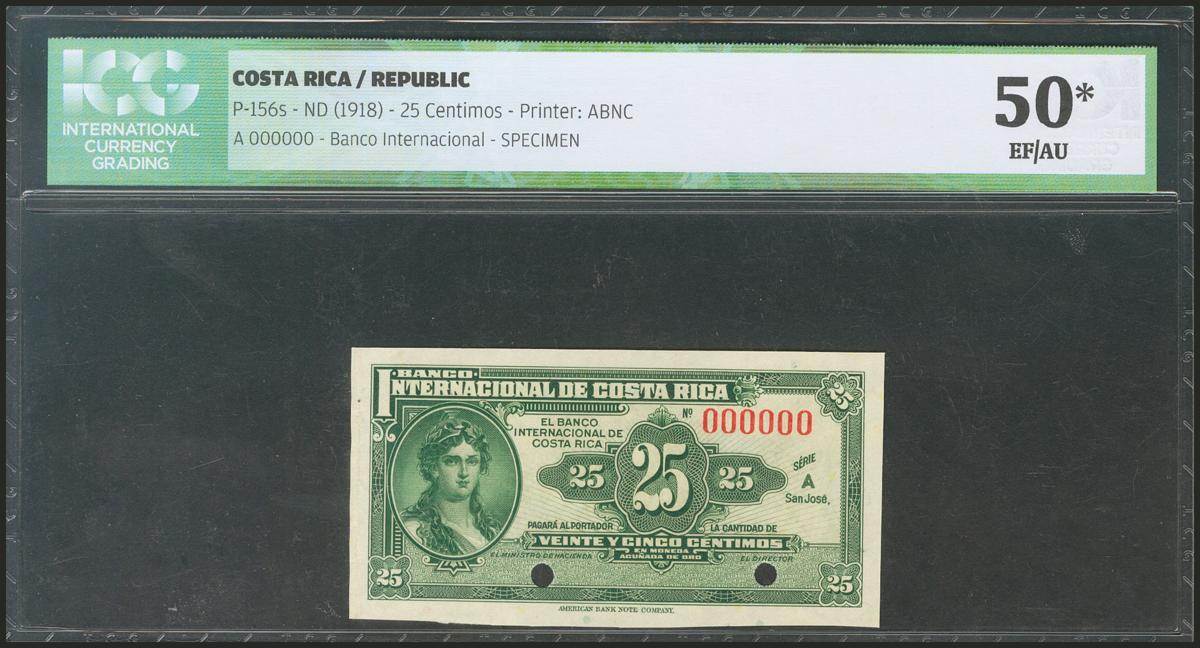 ICG
INTERNATIONAL
CURRENCY
GRADING
COSTA RICA / REPUBLIC
P-156s - ND (1918) - 25 Centimos - Printer: ABNC
A 000000 - Banco Internacional - SPECIMEN
50*
EF/AU
BANCO
INTERNACIONAL DE COSTA RICA
25
EL BANCO
INTERNACIONAL DE
COSTA RICA
Nº 000000
25 25 25
SÉRIE
A
San José,
PAGARÁ AL PORTADOR LA CANTIDAD DE
VEINTE Y CINCO CENTIMOS
EN MONEDA
ACUÑADA DE ORO
EL MINISTRO DE HACIENDA EL DIRECTOR
25 25
AMERICAN BANK NOTE COMPANY.